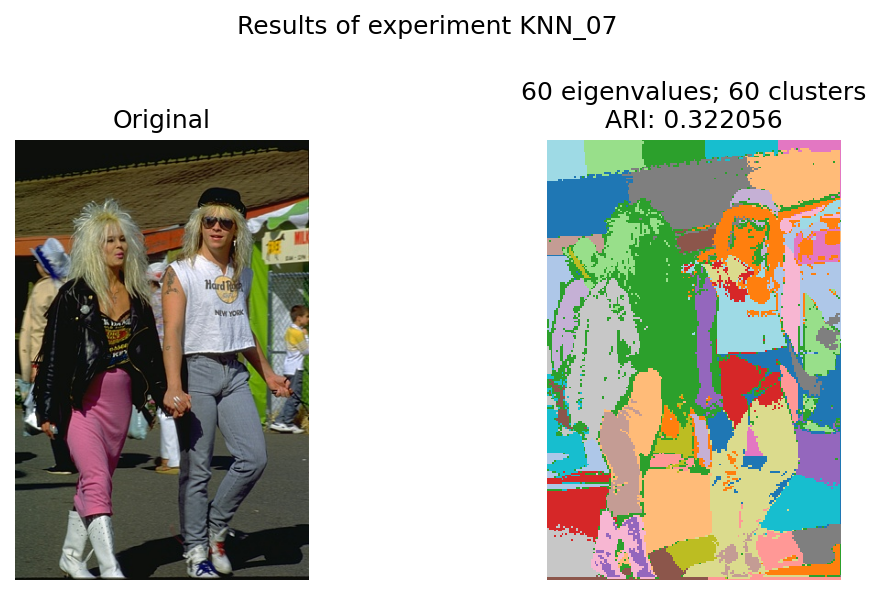 Results of experiment KNN_07
Original
60 eigenvalues; 60 clusters
ARI: 0.322056
Hard Rock
NEW YORK